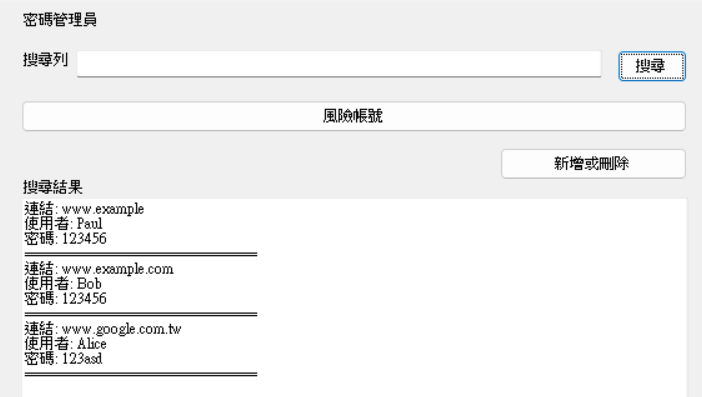 密碼管理員
搜尋列 搜尋
風險帳號
新增或刪除
搜尋結果
連結: www.example
使用者: Paul
密碼: 123456
==============================
連結: www.example.com
使用者: Bob
密碼: 123456
==============================
連結: www.google.com.tw
使用者: Alice
密碼: 123asd
==============================